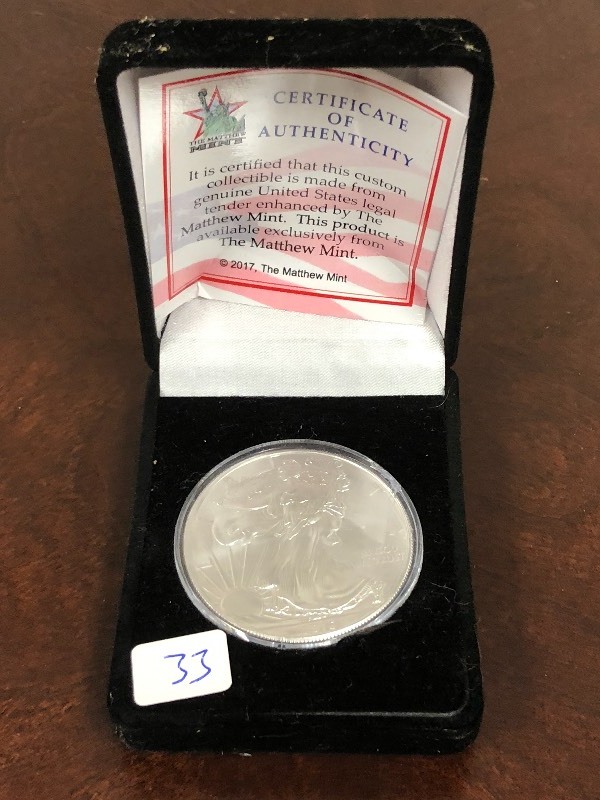 THE MATTHEW
MINT
CERTIFICATE
OF
AUTHENTICITY
It is certified that this custom
collectible is made from
genuine United States legal
tender enhanced by The
Matthew Mint. This product is
available exclusively from
The Matthew Mint.
© 2017, The Matthew Mint
33